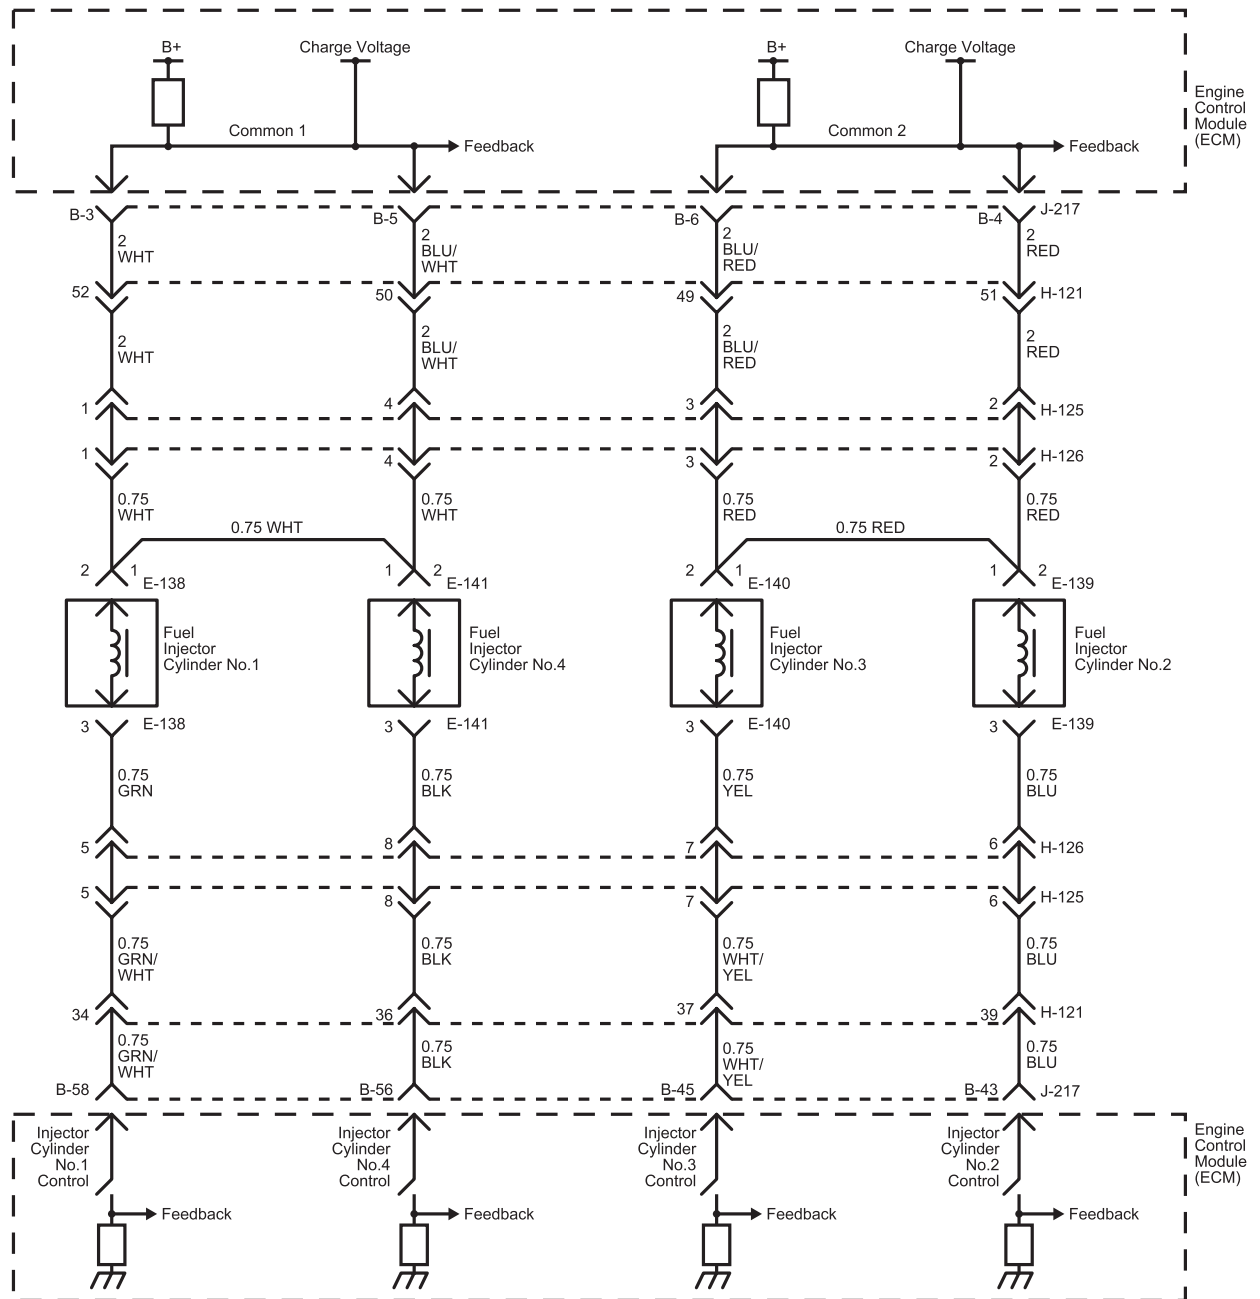 B+
Charge Voltage
B+
Charge Voltage
Engine
Control
Module
(ECM)
Common 1
Feedback
Common 2
Feedback
B-3
B-5
B-6
B-4
J-217
2
WHT
2
BLU/
WHT
2
BLU/
RED
2
RED
52
50
49
51
H-121
2
WHT
2
BLU/
WHT
2
BLU/
RED
2
RED
1
4
3
2
H-125
1
4
3
2
H-126
0.75
WHT
0.75
WHT
0.75
RED
0.75
RED
0.75 WHT
0.75 RED
2
1
E-138
1
2
E-141
2
1
E-140
1
2
E-139
Fuel
Injector
Cylinder No.1
Fuel
Injector
Cylinder No.4
Fuel
Injector
Cylinder No.3
Fuel
Injector
Cylinder No.2
3
E-138
3
E-141
3
E-140
3
E-139
0.75
GRN
0.75
BLK
0.75
YEL
0.75
BLU
5
8
7
6
H-126
5
8
7
6
H-125
0.75
GRN/
WHT
0.75
BLK
0.75
WHT/
YEL
0.75
BLU
34
36
37
39
H-121
0.75
GRN/
WHT
0.75
BLK
0.75
WHT/
YEL
0.75
BLU
B-58
B-56
B-45
B-43
J-217
Injector
Cylinder
No.1
Control
Injector
Cylinder
No.4
Control
Injector
Cylinder
No.3
Control
Injector
Cylinder
No.2
Control
Engine
Control
Module
(ECM)
Feedback
Feedback
Feedback
Feedback